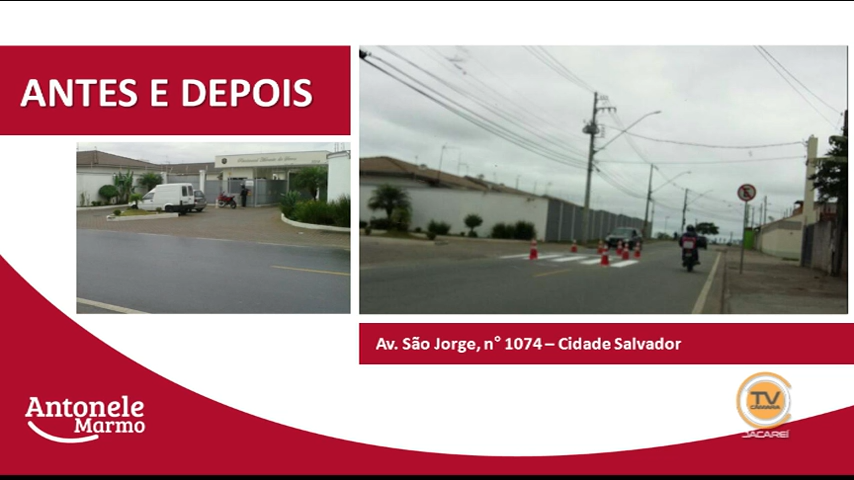 ANTES E DEPOIS
Av. São Jorge, n° 1074 – Cidade Salvador
Antonele
Marmo
TV
CÂMARA
JACAREÍ